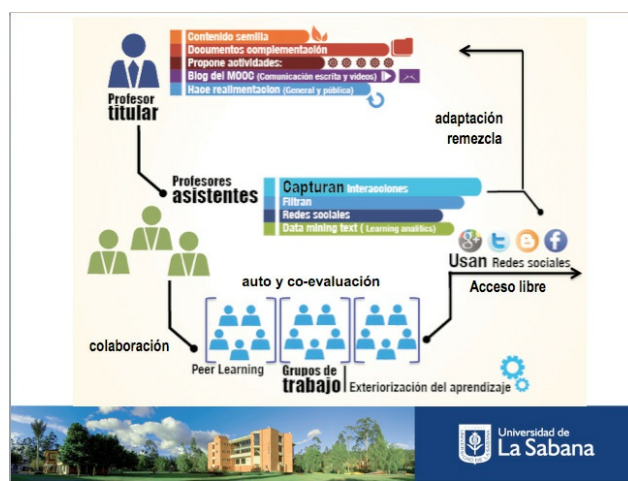 Contenido semilla
Documentos complementación
Propone actividades:
Blog del MOOC (Comunicación escrita y videos)
Hace realimentacion (General y pública)
Profesor
titular
adaptación
remezcla
Profesores
asistentes
Capturan Interacciones
Filtran
Redes sociales
Data mining text ( Learning analitics)
g+
Usan Redes sociales
Acceso libre
auto y co-evaluación
colaboración
Peer Learning
Grupos de
trabajo
Exteriorización del aprendizaje
Universidad de
La Sabana